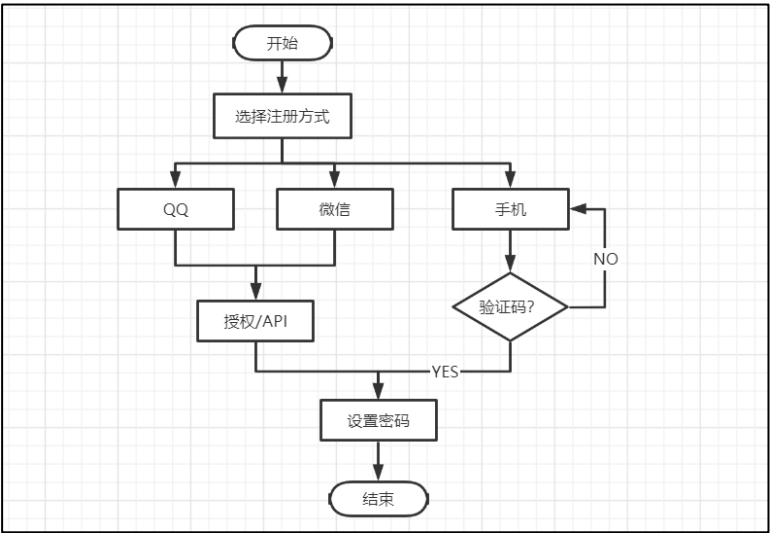 开始
选择注册方式
QQ
微信
手机
NO
验证码?
授权/API
YES
设置密码
结束